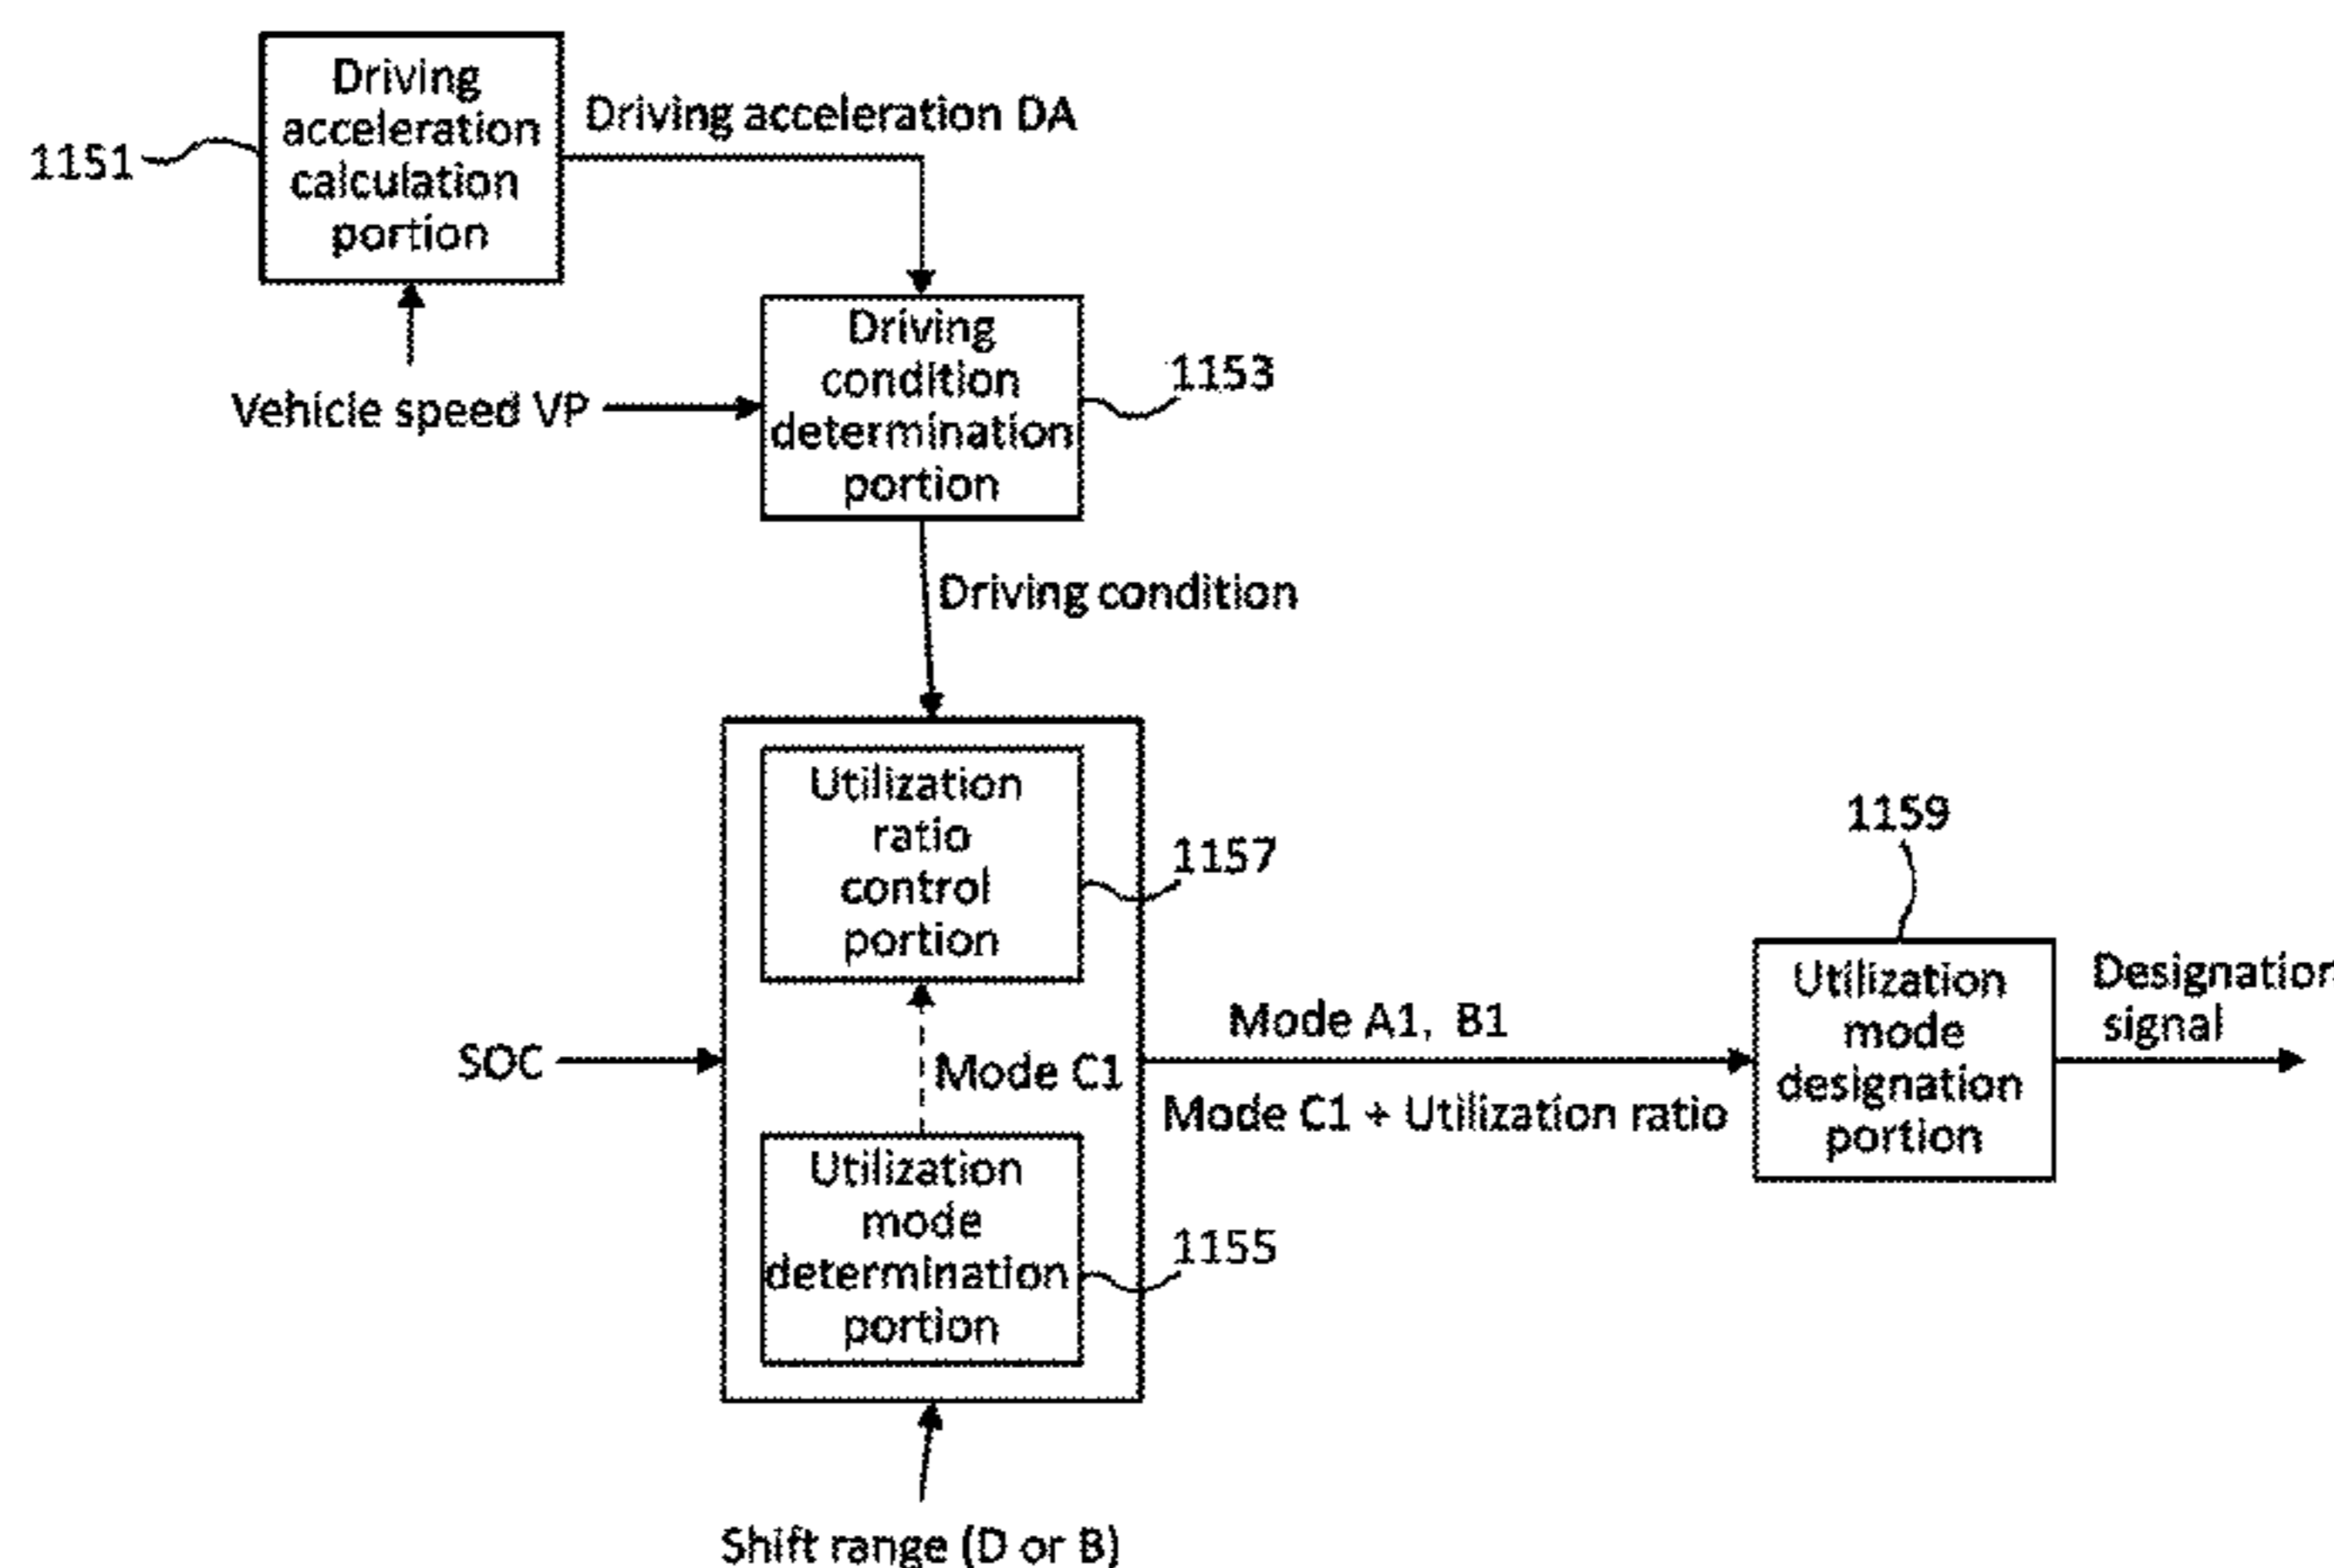 Driving
acceleration
calculation
portion
1151
Driving acceleration DA
Driving
condition
determination
portion
1153
Vehicle speed VP
Driving condition
Utilization
ratio
control
portion
1157
1159
Utilization
mode
designation
portion
Designation
signal
Mode A1, B1
SOC
Mode C1
Mode C1 + Utilization ratio
Utilization
mode
determination
portion
1155
Shift range (D or B)